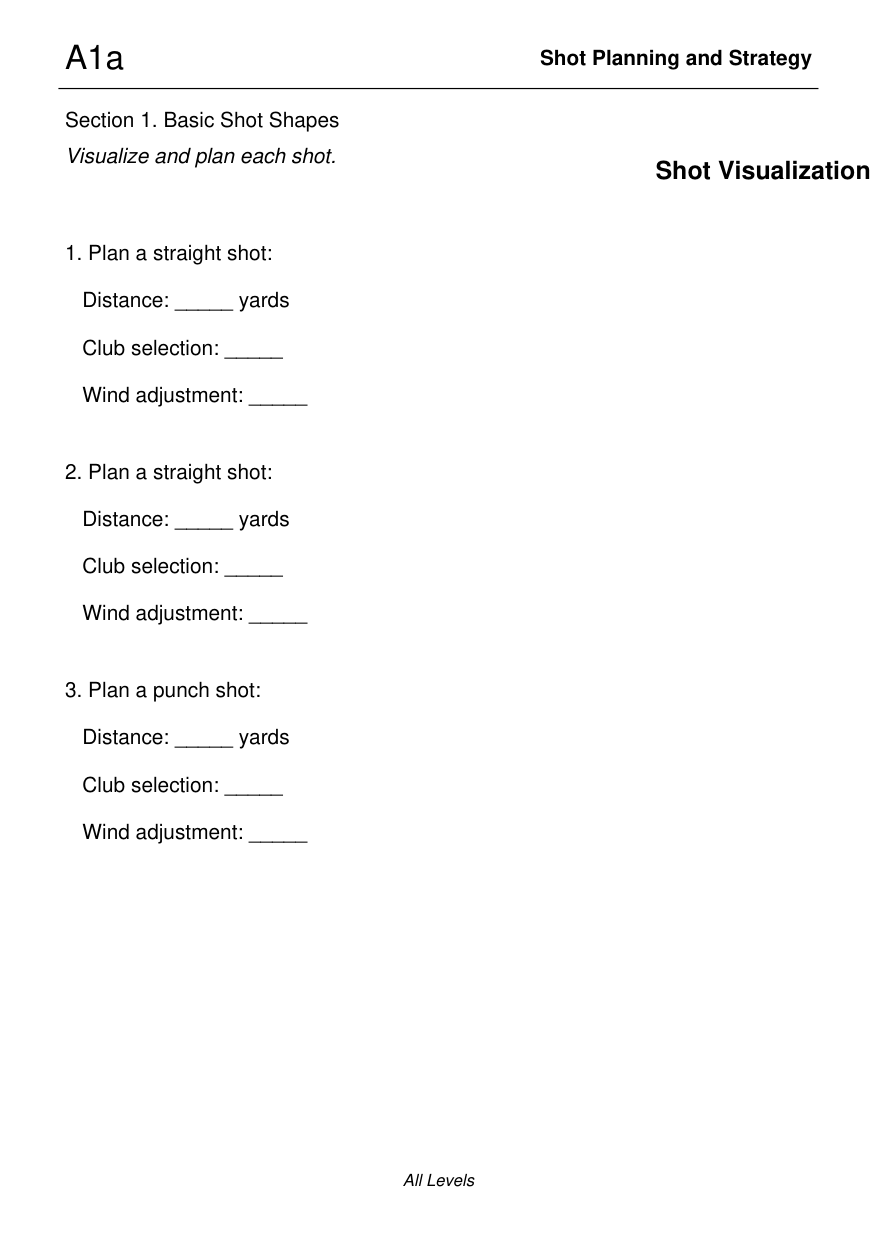 A1a
Shot Planning and Strategy
Section 1. Basic Shot Shapes
Visualize and plan each shot.
Shot Visualization
1. Plan a straight shot:
Distance: _____ yards
Club selection: _____
Wind adjustment: _____
2. Plan a straight shot:
Distance: _____ yards
Club selection: _____
Wind adjustment: _____
3. Plan a punch shot:
Distance: _____ yards
Club selection: _____
Wind adjustment: _____
All Levels